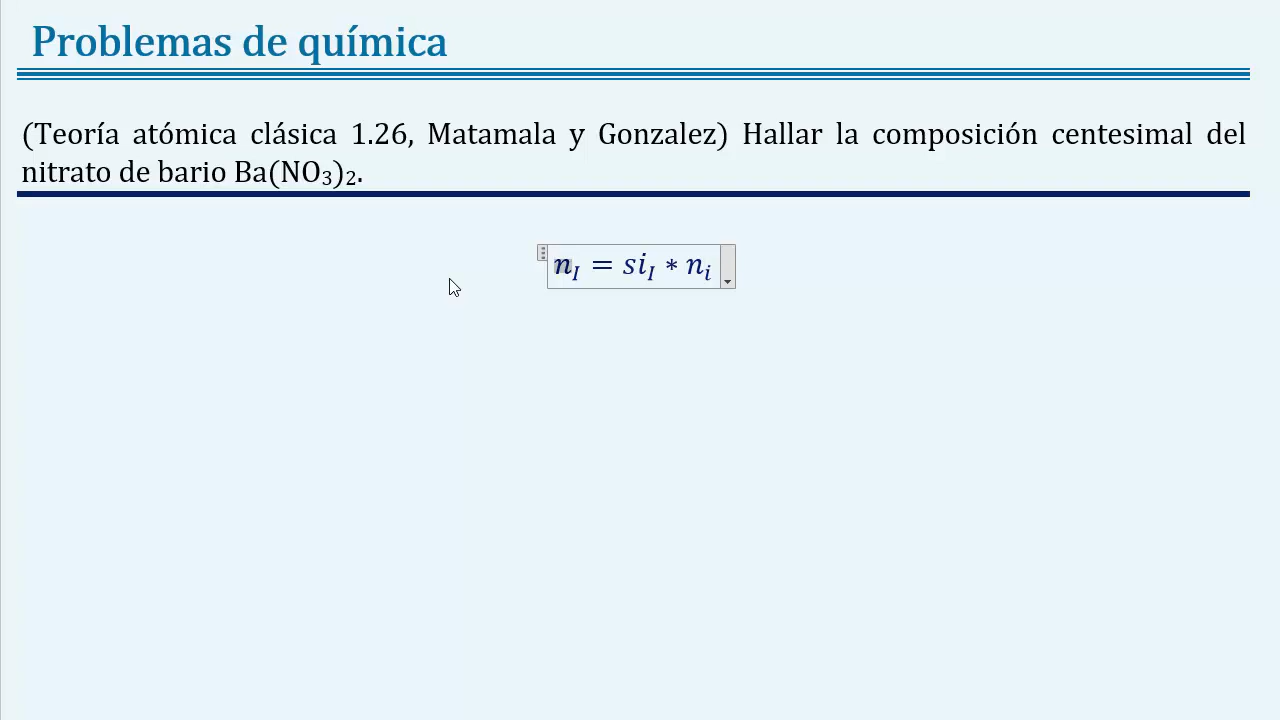 Problemas de química
(Teoría atómica clásica 1.26, Matamala y Gonzalez) Hallar la composición centesimal del
nitrato de bario Ba(NO₃)₂.
n_I = si_I * n_i